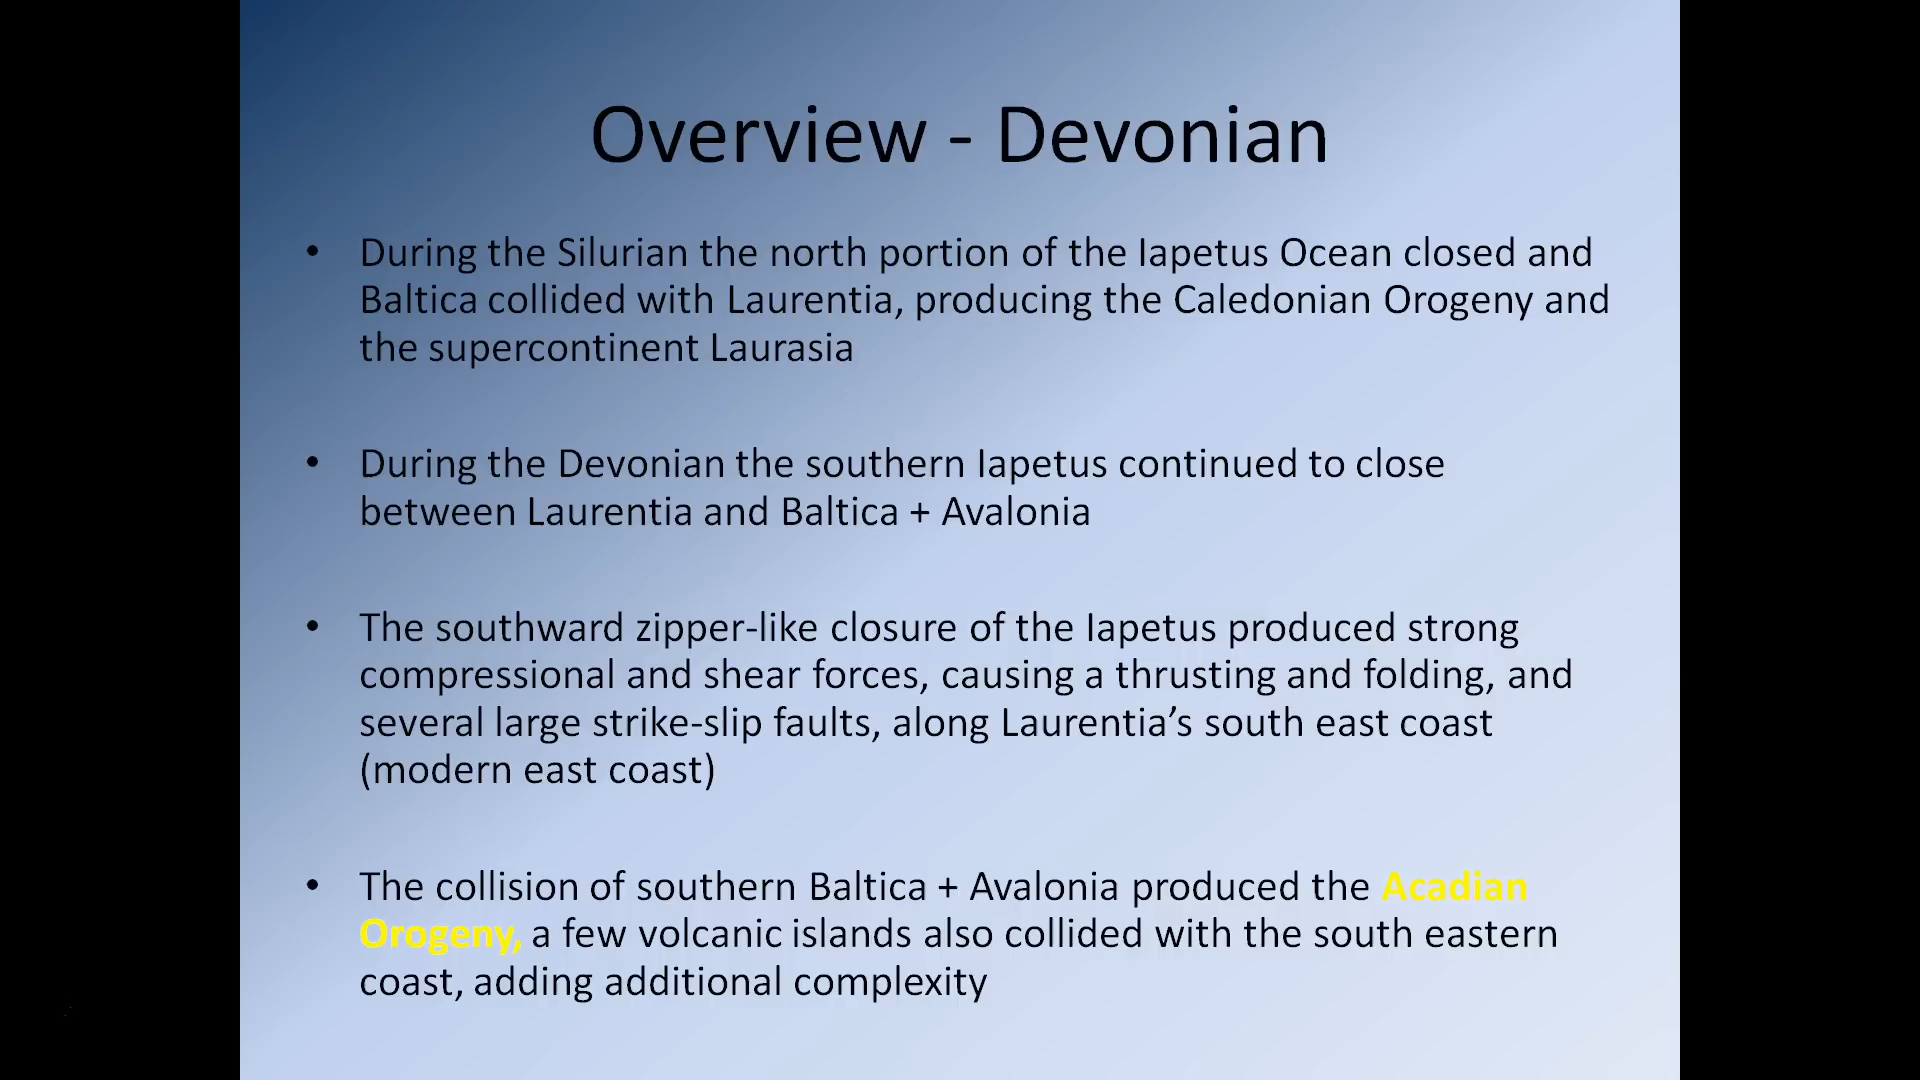 Overview - Devonian
• During the Silurian the north portion of the Iapetus Ocean closed and
Baltica collided with Laurentia, producing the Caledonian Orogeny and
the supercontinent Laurasia
• During the Devonian the southern Iapetus continued to close
between Laurentia and Baltica + Avalonia
• The southward zipper-like closure of the Iapetus produced strong
compressional and shear forces, causing a thrusting and folding, and
several large strike-slip faults, along Laurentia’s south east coast
(modern east coast)
• The collision of southern Baltica + Avalonia produced the Acadian
Orogeny, a few volcanic islands also collided with the south eastern
coast, adding additional complexity